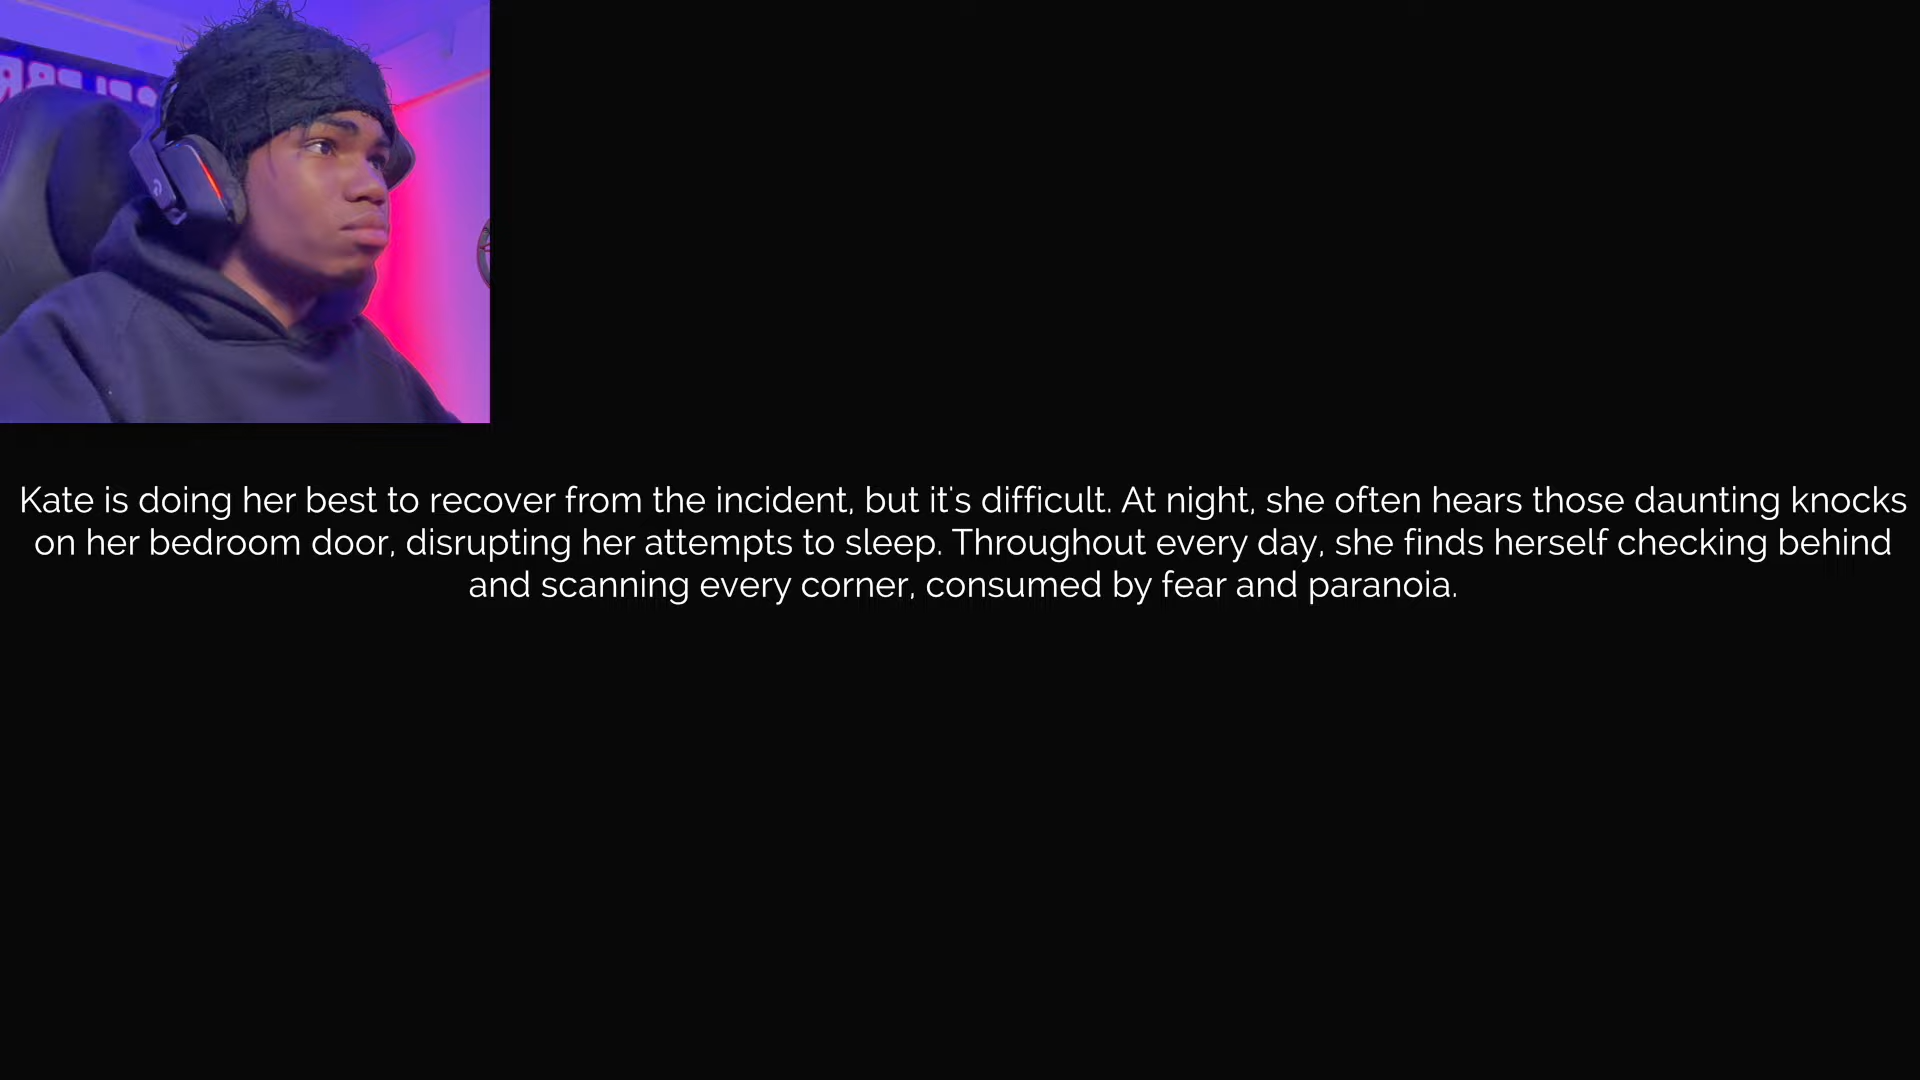 Kate is doing her best to recover from the incident, but it's difficult. At night, she often hears those daunting knocks
on her bedroom door, disrupting her attempts to sleep. Throughout every day, she finds herself checking behind
and scanning every corner, consumed by fear and paranoia.